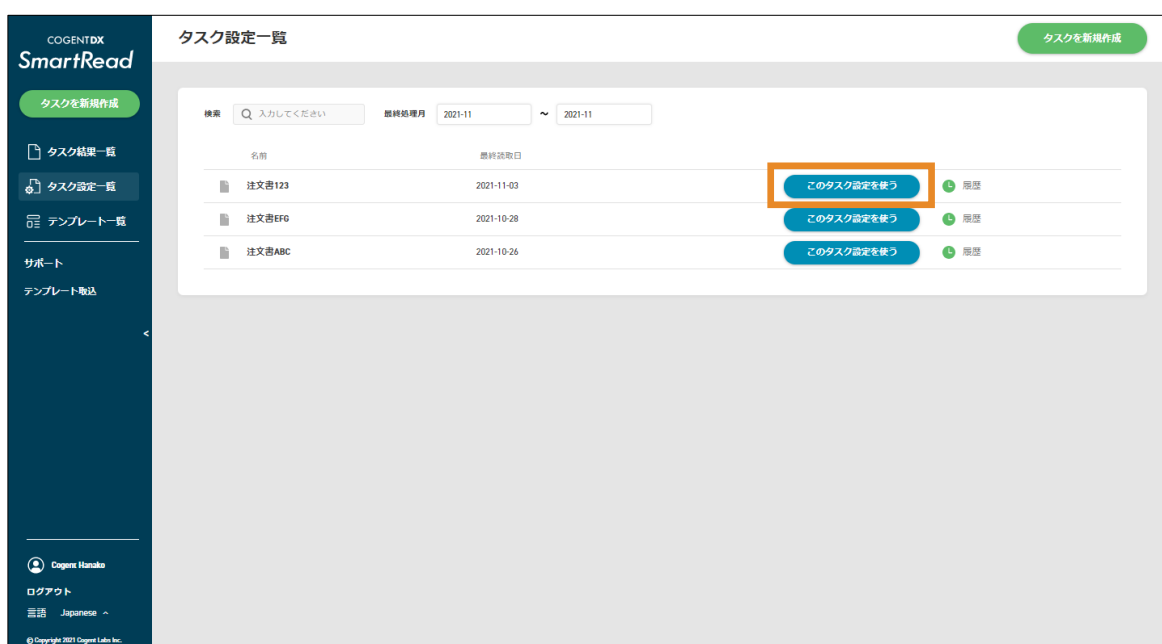 COGENTDX
SmartRead
タスクを新規作成
タスク結果一覧
タスク設定一覧
テンプレート一覧
サポート
テンプレート取込
<
Cogent Hanako
ログアウト
言語 Japanese
© Copyright 2021 Cogent Labs Inc.
タスク設定一覧
タスクを新規作成
検索 入力してください 最終処理月 2021-11 ~ 2021-11
名前 最終読取日
注文書123 2021-11-03 このタスク設定を使う 履歴
注文書EFG 2021-10-28 このタスク設定を使う 履歴
注文書ABC 2021-10-26 このタスク設定を使う 履歴